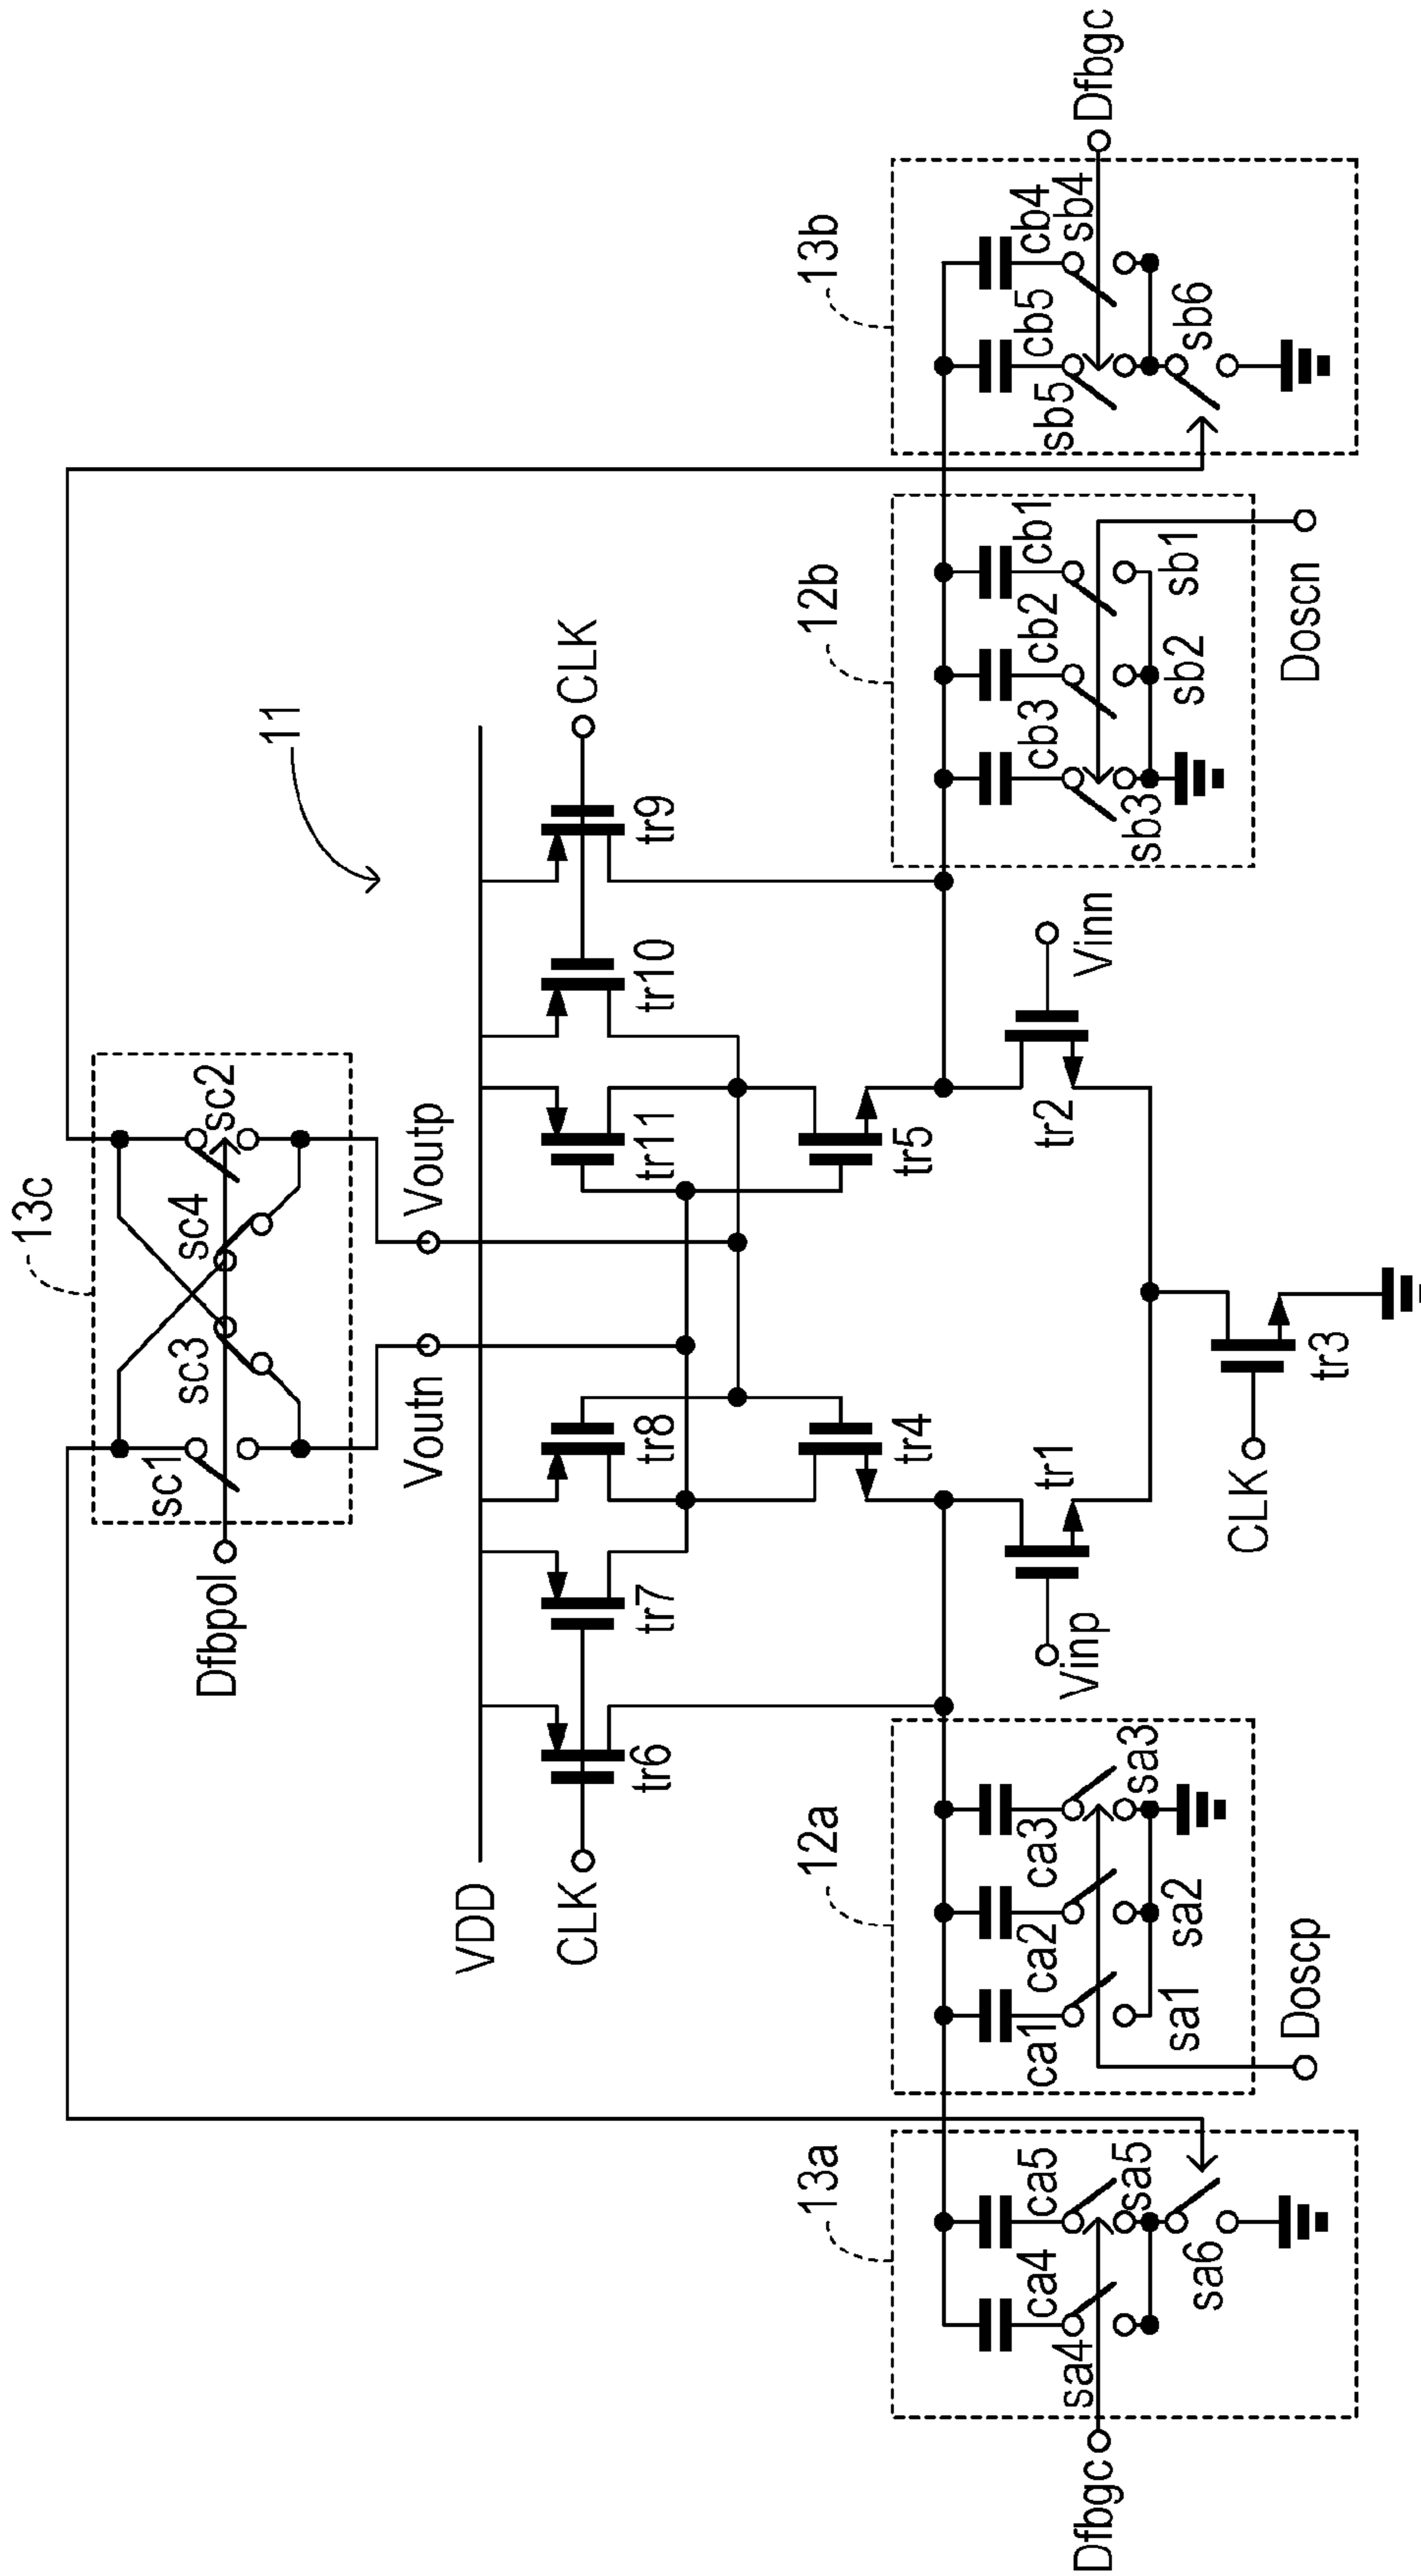 13c
sc1
sc3
sc4
sc2
Dfbpol
Voutn
Voutp
11
VDD
CLK
CLK
tr6
tr7
tr8
tr11
tr10
tr9
tr4
tr5
13a
12a
12b
13b
ca4
ca5
ca1
ca2
ca3
cb3
cb2
cb1
cb5
cb4
Dfbgc
sa4
sa5
sa6
sa1
sa2
sa3
Doscp
Vinp
tr1
tr2
Vinn
sb3
sb2
sb1
Doscn
sb5
sb4
sb6
Dfbgc
CLK
tr3